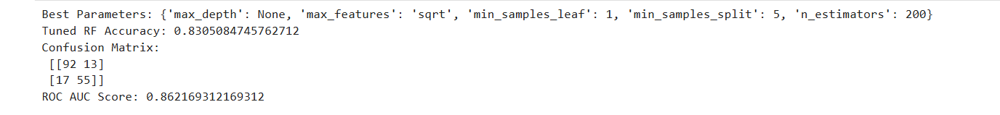 Best Parameters: {'max_depth': None, 'max_features': 'sqrt', 'min_samples_leaf': 1, 'min_samples_split': 5, 'n_estimators': 200}
Tuned RF Accuracy: 0.8305084745762712
Confusion Matrix:
[[92 13]
[17 55]]
ROC AUC Score: 0.862169312169312